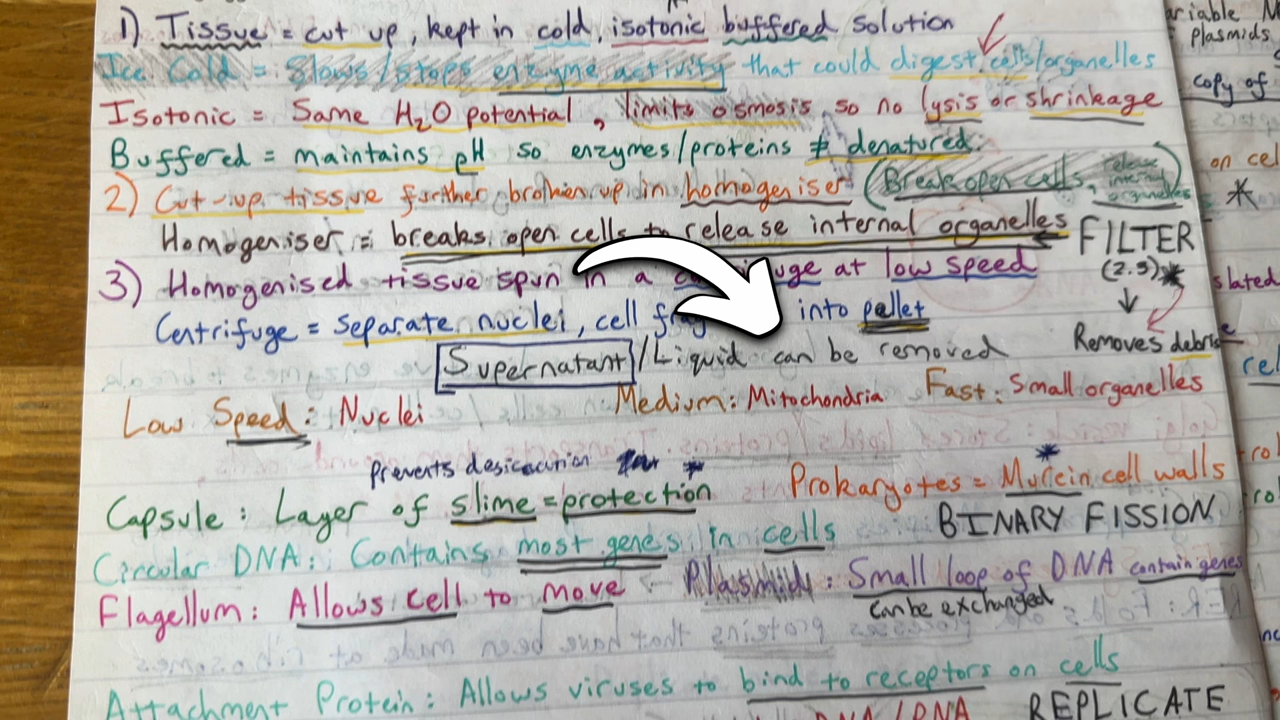 1) Tissue = cut up, kept in cold, isotonic buffered solution
Ice Cold = Slows/stops enzyme activity that could digest cells/organelles
Isotonic = Same H₂O potential, limits osmosis, so no lysis or shrinkage
Buffered = maintains pH so enzymes/proteins ≠ denatured.
2) Cut-up tissue further broken up in homogeniser (Break open cells, release internal organelles)
Homogeniser = breaks open cells to release internal organelles
FILTER
(2.5)*
Removes debris
3) Homogenised tissue spun in a at low speed
Centrifuge = separate nuclei, cell into pellet
Supernatant/Liquid can be removed
Low Speed: Nuclei Medium: Mitochondria Fast: Small organelles
prevents desiccation
Capsule: Layer of slime = protection
Prokaryotes = Murein cell walls
BINARY FISSION
Circular DNA: Contains most genes in cells
Flagellum: Allows cell to move - Plasmid: Small loop of DNA contain genes
can be exchanged
Attachment Protein: Allows viruses to bind to receptors on cells
REPLICATE
DNA/RNA
plasmids
copy of
on cel
*